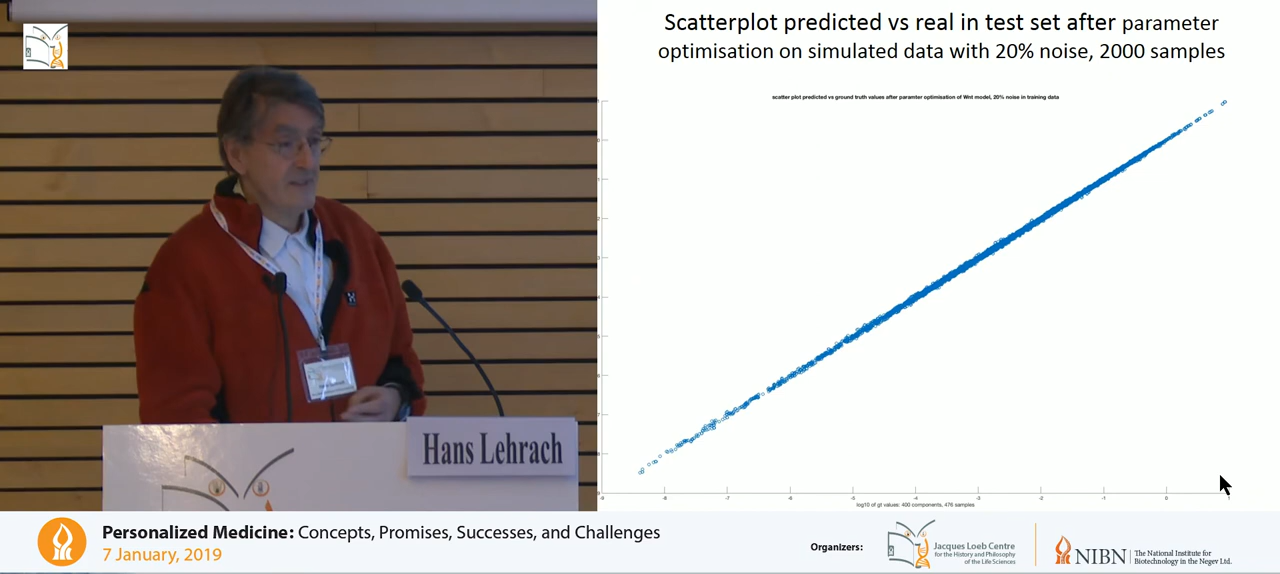 Scatterplot predicted vs real in test set after parameter
optimisation on simulated data with 20% noise, 2000 samples
scatter plot predicted vs ground truth values after paramter optimisation of Wnt model, 20% noise in training data
-8
-7
-6
-5
-4
-3
-2
-1
0
1
log10 of gt values: 400 components, 476 samples
Hans Lehrach
Personalized Medicine: Concepts, Promises, Successes, and Challenges
7 January, 2019
Organizers:
Jacques Loeb Centre
for the History and Philosophy
of the Life Sciences
NIBN
The National Institute for
Biotechnology in the Negev Ltd.